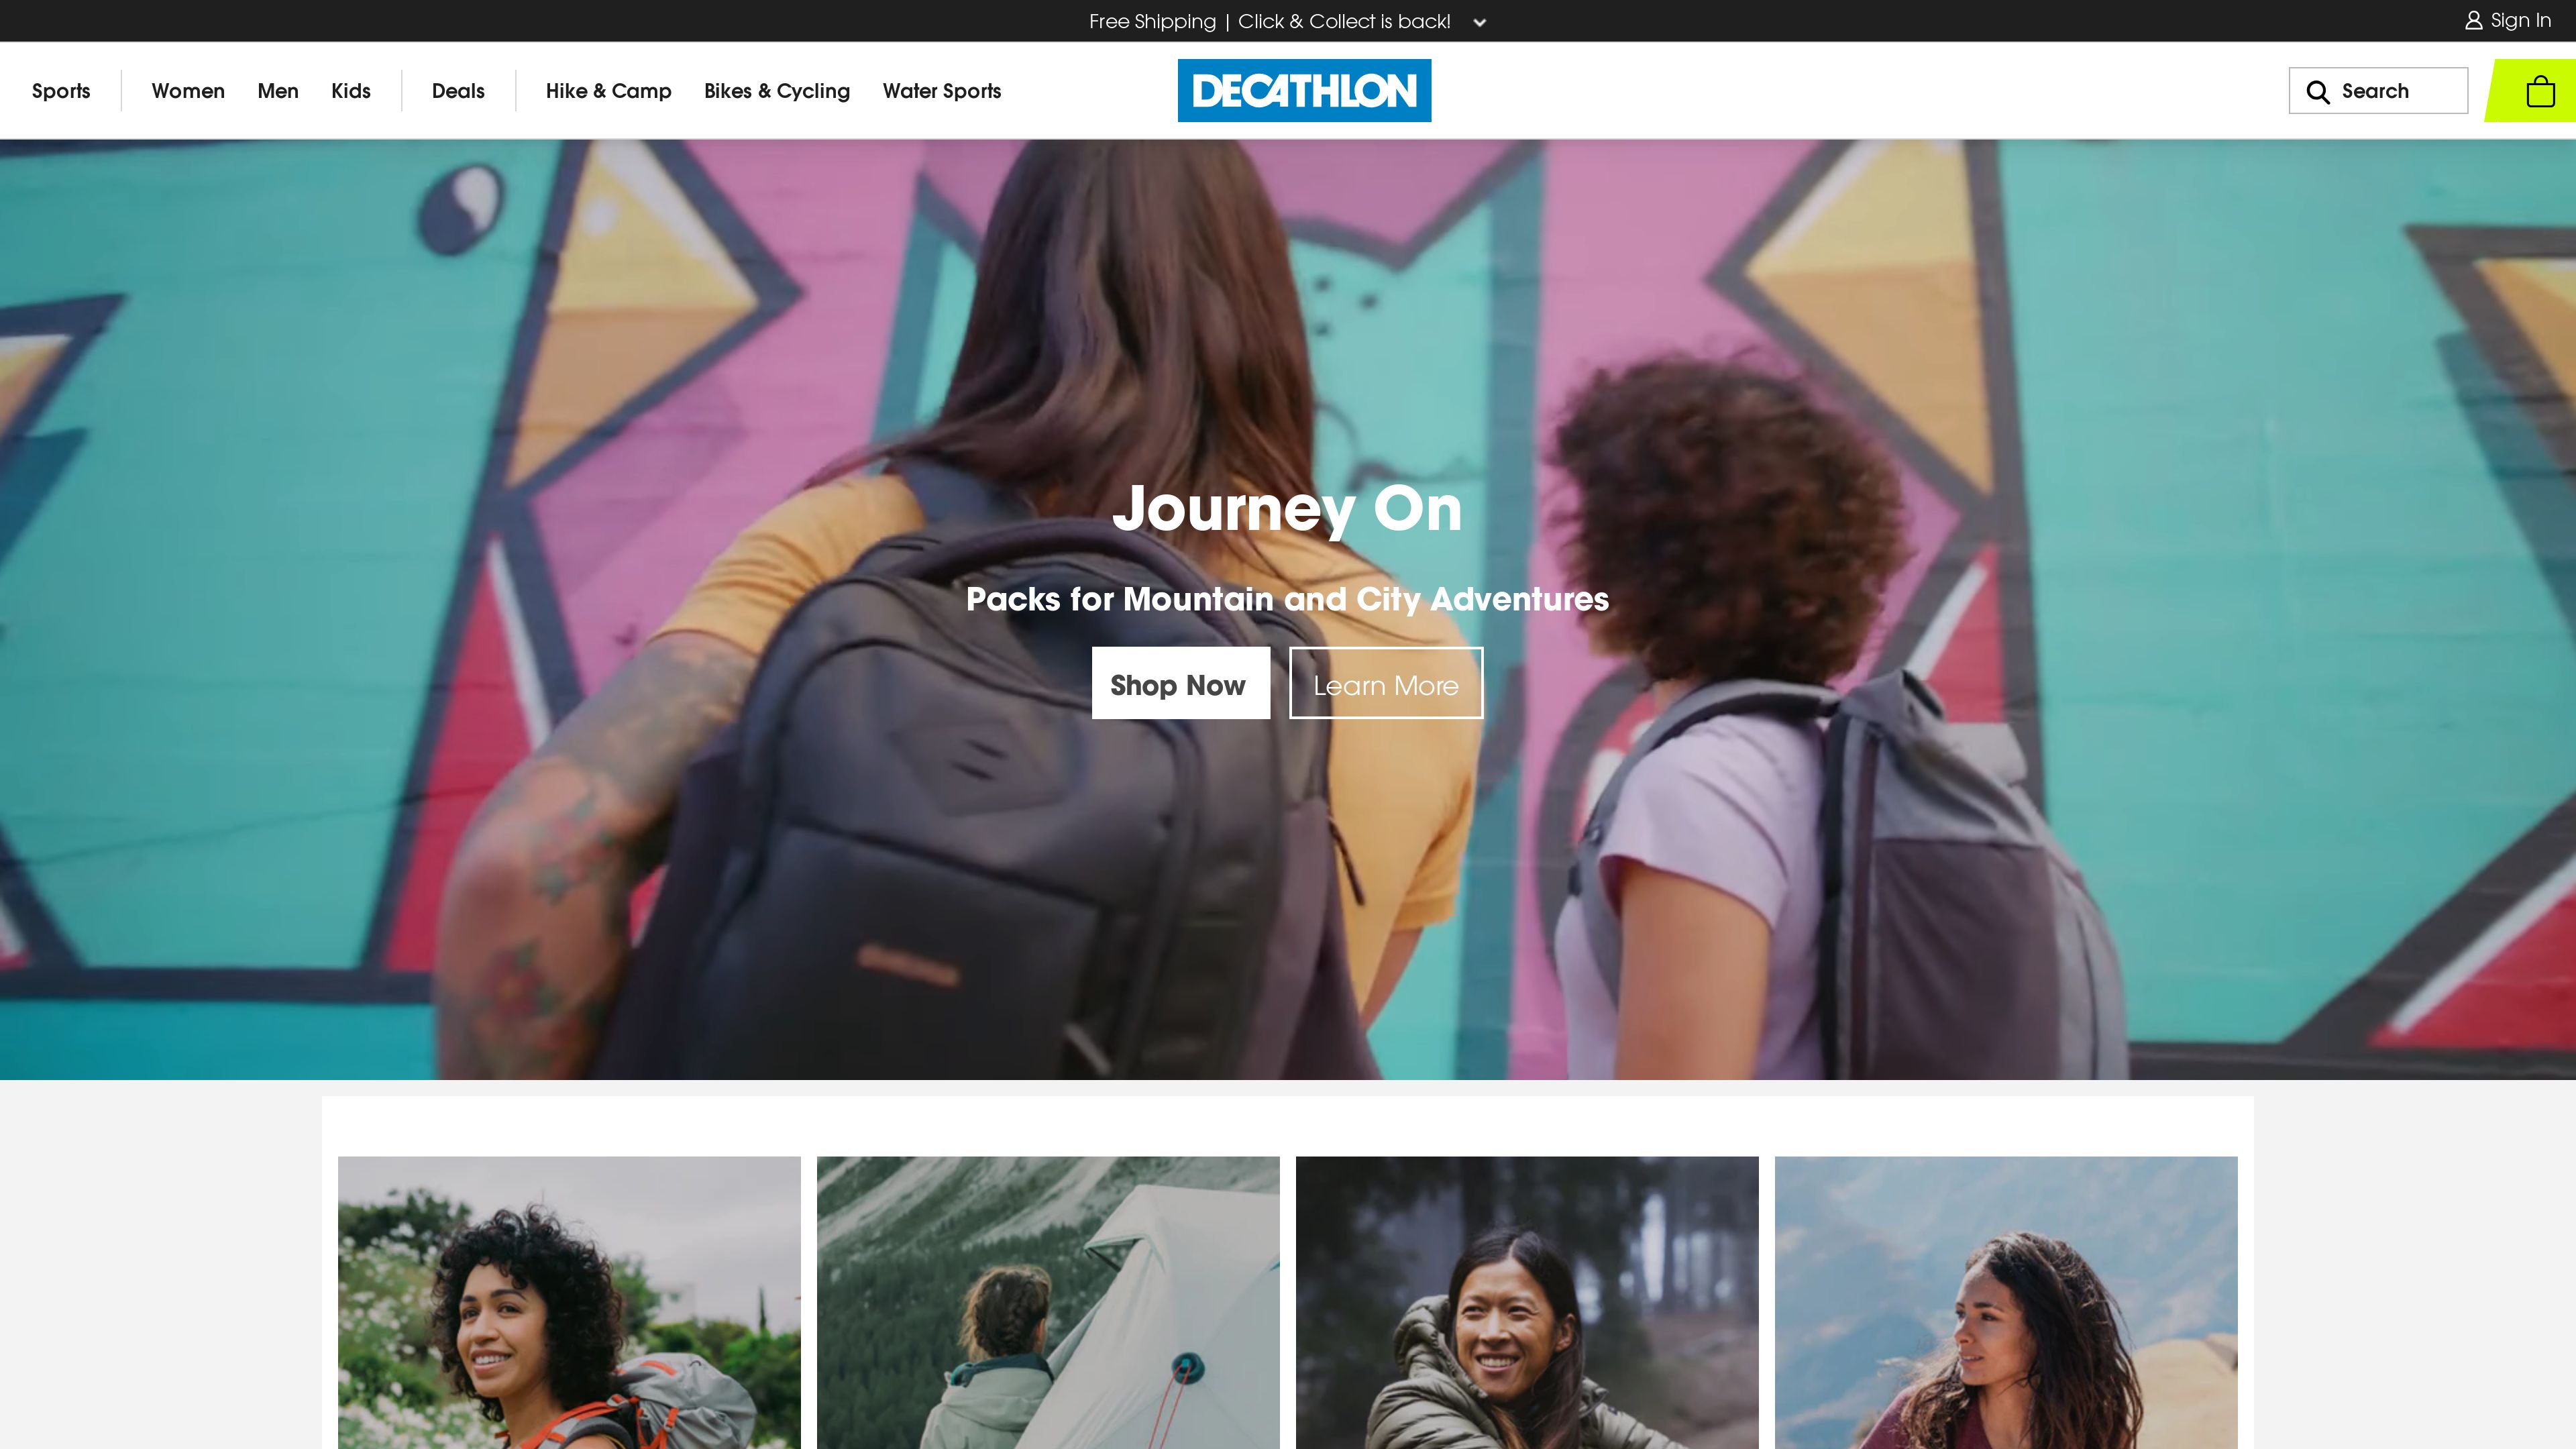 Free Shipping | Click & Collect is back!
Sign In
Sports
Women
Men
Kids
Deals
Hike & Camp
Bikes & Cycling
Water Sports
DECATHLON
Search
Journey On
Packs for Mountain and City Adventures
Shop Now
Learn More